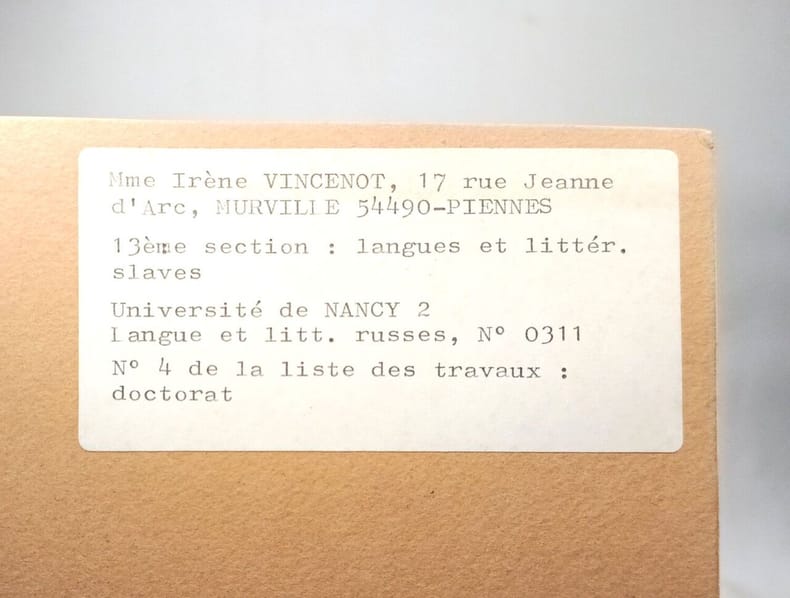 Mme Irène VINCENOT, 17 rue Jeanne
d'Arc, MURVILLE 54490-PIENNES
13ème section : langues et littér.
slaves
Université de NANCY 2
Langue et litt. russes, N° 0311
N° 4 de la liste des travaux :
doctorat